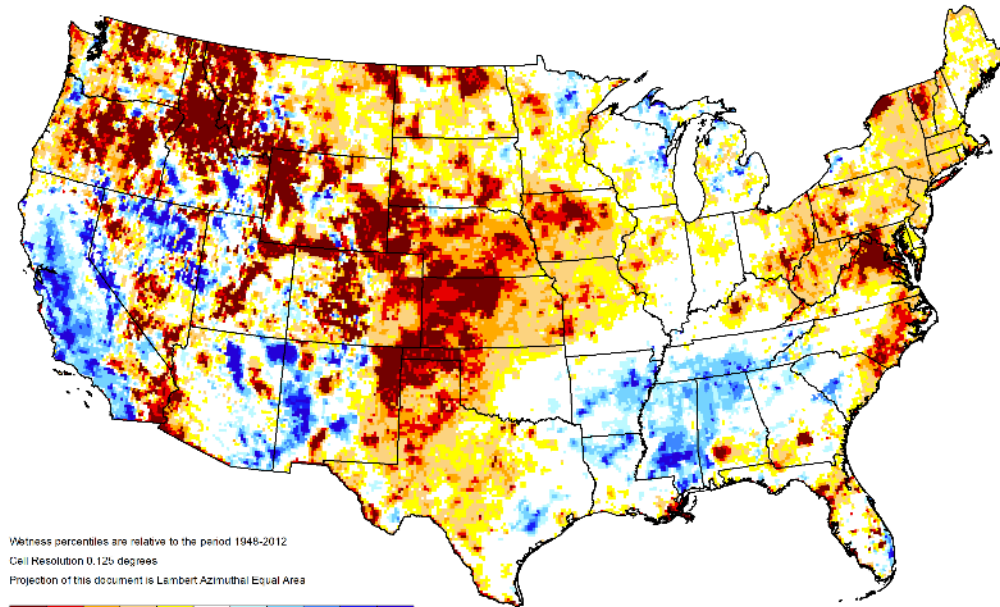 Wetness percentiles are relative to the period 1948-2012
Cell Resolution 0.125 degrees
Projection of this document is Lambert Azimuthal Equal Area